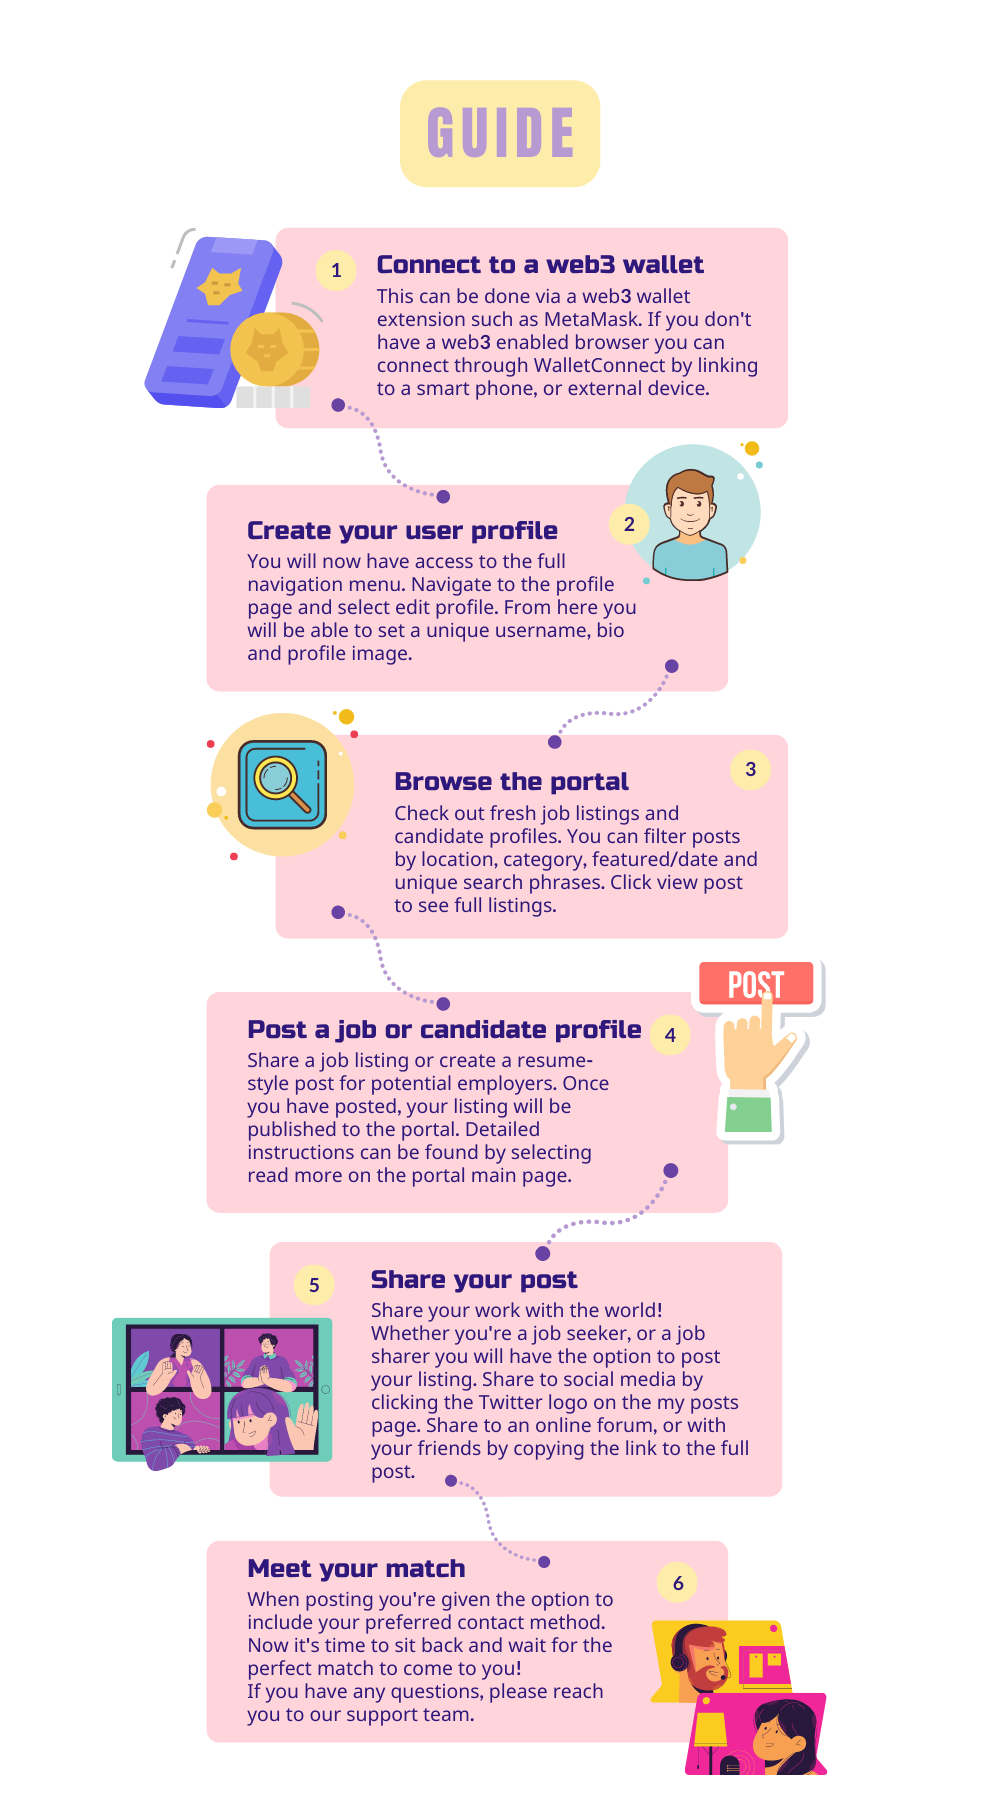 GUIDE
1
Connect to a web3 wallet
This can be done via a web3 wallet
extension such as MetaMask. If you don't
have a web3 enabled browser you can
connect through WalletConnect by linking
to a smart phone, or external device.
2
Create your user profile
You will now have access to the full
navigation menu. Navigate to the profile
page and select edit profile. From here you
will be able to set a unique username, bio
and profile image.
3
Browse the portal
Check out fresh job listings and
candidate profiles. You can filter posts
by location, category, featured/date and
unique search phrases. Click view post
to see full listings.
POST
4
Post a job or candidate profile
Share a job listing or create a resume-
style post for potential employers. Once
you have posted, your listing will be
published to the portal. Detailed
instructions can be found by selecting
read more on the portal main page.
5
Share your post
Share your work with the world!
Whether you're a job seeker, or a job
sharer you will have the option to post
your listing. Share to social media by
clicking the Twitter logo on the my posts
page. Share to an online forum, or with
your friends by copying the link to the full
post.
6
Meet your match
When posting you're given the option to
include your preferred contact method.
Now it's time to sit back and wait for the
perfect match to come to you!
If you have any questions, please reach
you to our support team.